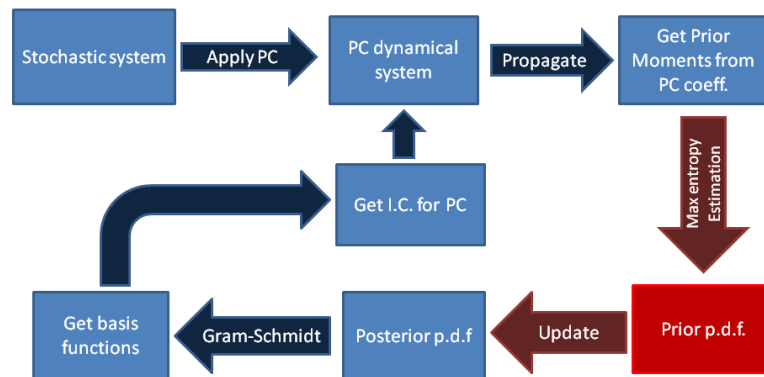 Stochastic system
Apply PC
PC dynamical
system
Propagate
Get Prior
Moments from
PC coeff.
Max entropy
Estimation
Get I.C. for PC
Get basis
functions
Gram-Schmidt
Posterior p.d.f
Update
Prior p.d.f.